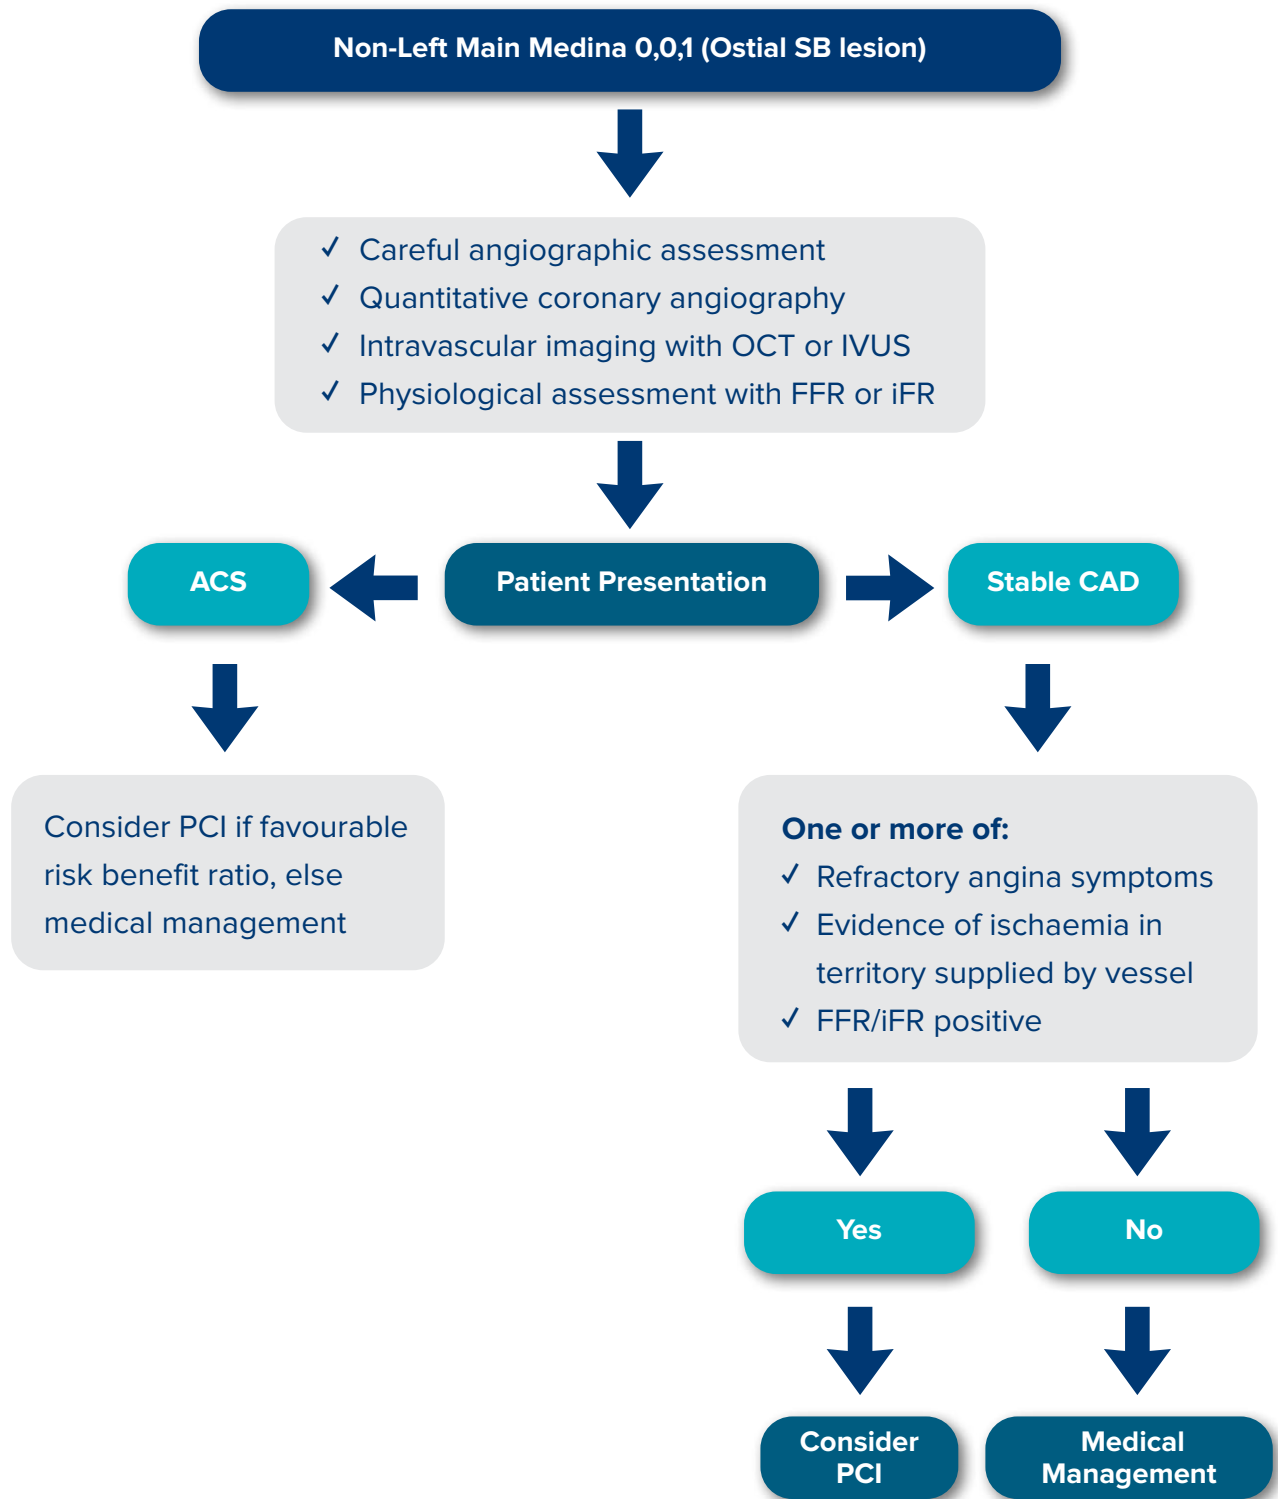 Non-Left Main Medina 0,0,1 (Ostial SB lesion)
✓ Careful angiographic assessment
✓ Quantitative coronary angiography
✓ Intravascular imaging with OCT or IVUS
✓ Physiological assessment with FFR or iFR
ACS
Patient Presentation
Stable CAD
Consider PCI if favourable
risk benefit ratio, else
medical management
One or more of:
✓ Refractory angina symptoms
✓ Evidence of ischaemia in
territory supplied by vessel
✓ FFR/iFR positive
Yes
No
Consider
PCI
Medical
Management